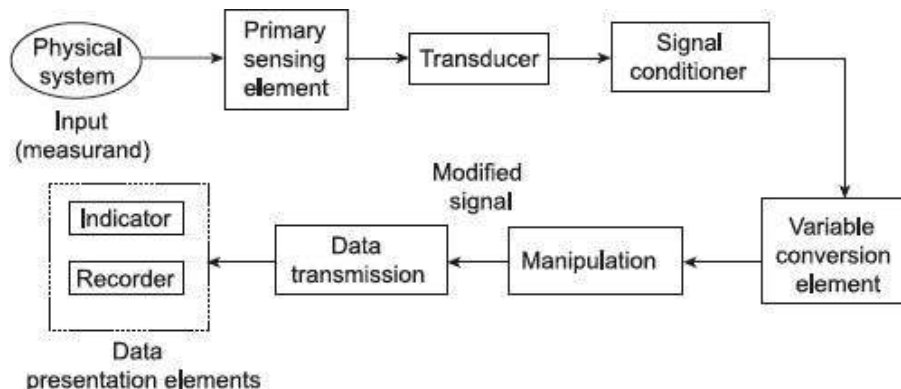 Physical
system
Input
(measurand)
Primary
sensing
element
Transducer
Signal
conditioner
Variable
conversion
element
Manipulation
Modified
signal
Data
transmission
Indicator
Recorder
Data
presentation elements